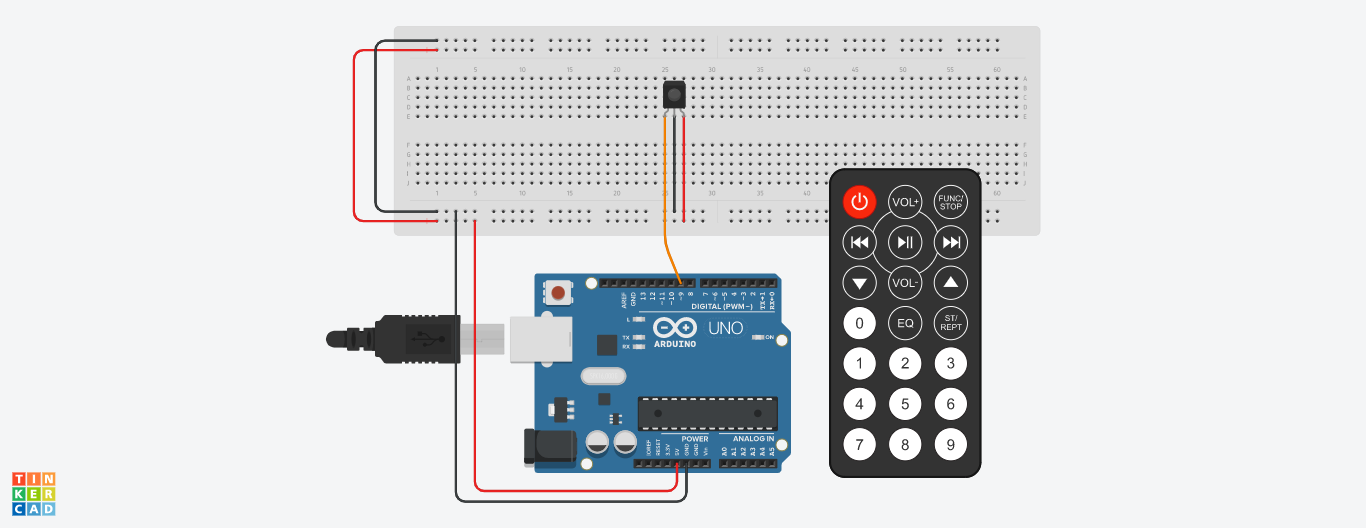 1 5 10 15 20 25 30 35 40 45 50 55 60
A A
B B
C C
D D
E E
F F
G G
H H
I I
J J
1 5 10 15 20 25 30 35 40 60
VOL+
FUNC/
STOP
VOL-
0
EQ
ST/
REPT
1 2 3
4 5 6
7 8 9
AREF
GND
13
12
~11
~10
~9
8
7
~6
~5
4
~3
2
TX→1
RX←0
DIGITAL (PWM~)
L
TX
RX
UNO
ARDUINO
ON
POWER
ANALOG IN
IOREF
RESET
3.3V
5V
GND
GND
Vin
A0
A1
A2
A3
A4
A5
TIN
KER
CAD